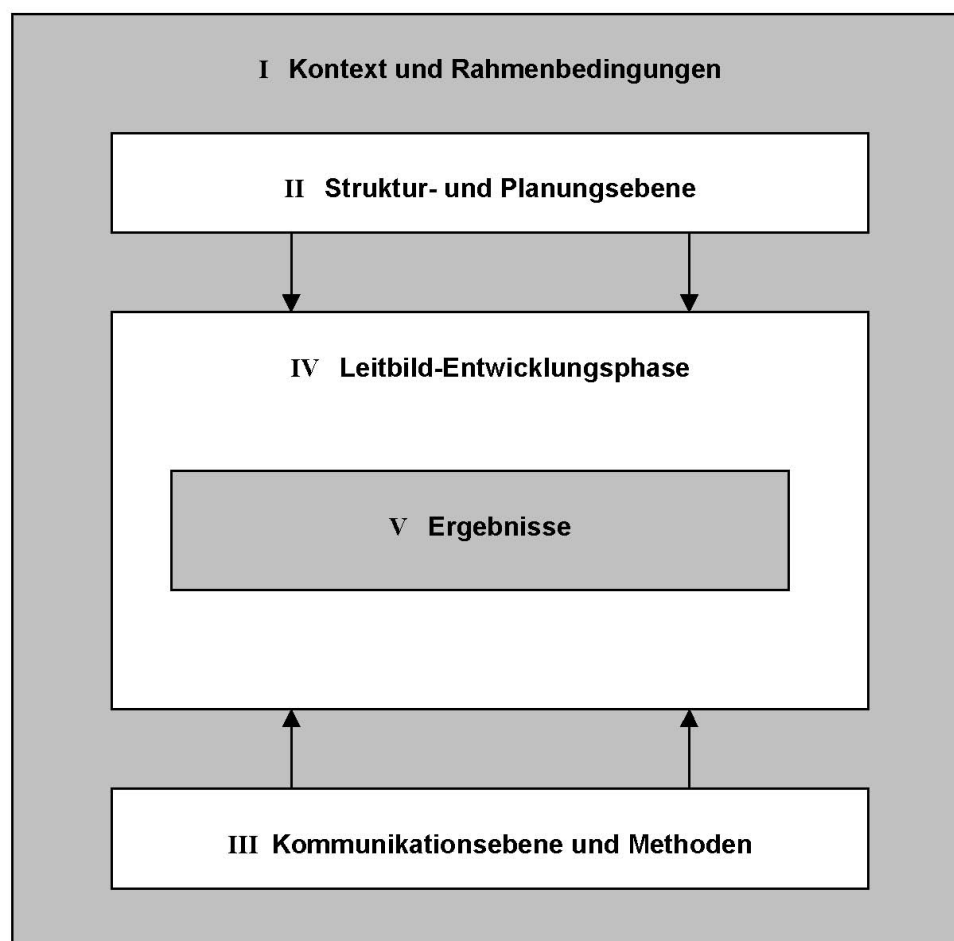 I Kontext und Rahmenbedingungen
II Struktur- und Planungsebene
IV Leitbild-Entwicklungsphase
V Ergebnisse
III Kommunikationsebene und Methoden